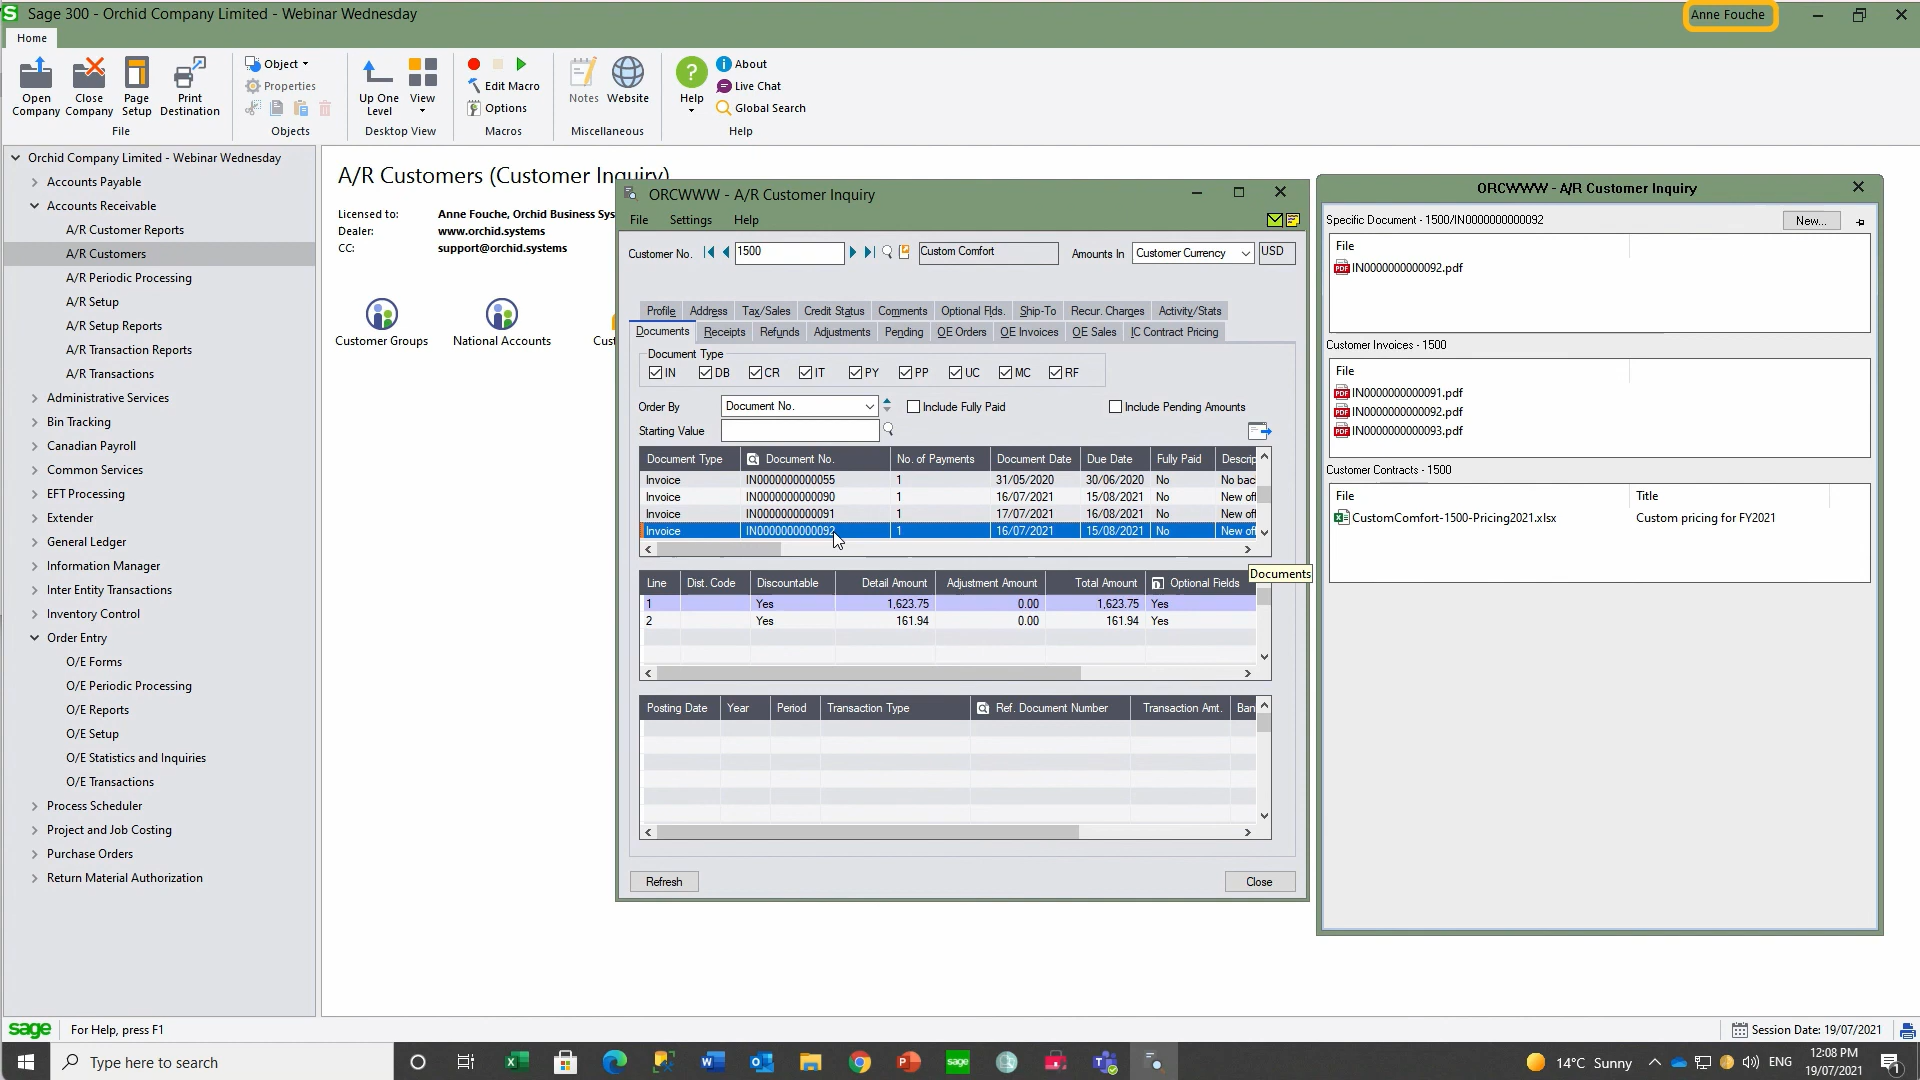 Sage 300 - Orchid Company Limited - Webinar Wednesday
Anne Fouche
Home
Open Company
Close Company
Page Setup
Print Destination
File
Object
Properties
Objects
Up One Level
View
Desktop View
Edit Macro
Options
Macros
Notes
Website
Miscellaneous
Help
About
Live Chat
Global Search
Help
Orchid Company Limited - Webinar Wednesday
Accounts Payable
Accounts Receivable
A/R Customer Reports
A/R Customers
A/R Periodic Processing
A/R Setup
A/R Setup Reports
A/R Transaction Reports
A/R Transactions
Administrative Services
Bin Tracking
Canadian Payroll
Common Services
EFT Processing
Extender
General Ledger
Information Manager
Inter Entity Transactions
Inventory Control
Order Entry
O/E Forms
O/E Periodic Processing
O/E Reports
O/E Setup
O/E Statistics and Inquiries
O/E Transactions
Process Scheduler
Project and Job Costing
Purchase Orders
Return Material Authorization
A/R Customers (Customer Inquiry)
Licensed to: Anne Fouche, Orchid Business Sys
Dealer: www.orchid.systems
CC: support@orchid.systems
Customer Groups
National Accounts
Cust
ORCWWW - A/R Customer Inquiry
File Settings Help
Customer No. 1500 Custom Comfort Amounts In Customer Currency USD
Profile Address Tax/Sales Credit Status Comments Optional Flds. Ship-To Recur. Charges Activity/Stats
Documents Receipts Refunds Adjustments Pending OE Orders OE Invoices OE Sales IC Contract Pricing
Document Type
IN DB CR IT PY PP UC MC RF
Order By Document No. Include Fully Paid Include Pending Amounts
Starting Value
Document Type Document No. No. of Payments Document Date Due Date Fully Paid Descrip
Invoice IN0000000000055 1 31/05/2020 30/06/2020 No No bac
Invoice IN0000000000090 1 16/07/2021 15/08/2021 No New off
Invoice IN0000000000091 1 17/07/2021 16/08/2021 No New off
Invoice IN0000000000092 1 16/07/2021 15/08/2021 No New off
Documents
Line Dist. Code Discountable Detail Amount Adjustment Amount Total Amount Optional Fields
1 Yes 1,623.75 0.00 1,623.75 Yes
2 Yes 161.94 0.00 161.94 Yes
Posting Date Year Period Transaction Type Ref. Document Number Transaction Amt. Ban
Refresh
Close
ORCWWW - A/R Customer Inquiry
Specific Document - 1500/IN0000000000092
New...
File
IN0000000000092.pdf
Customer Invoices - 1500
File
IN0000000000091.pdf
IN0000000000092.pdf
IN0000000000093.pdf
Customer Contracts - 1500
File Title
CustomComfort-1500-Pricing2021.xlsx Custom pricing for FY2021
sage
For Help, press F1
Session Date: 19/07/2021
Type here to search
sage
14°C Sunny
ENG
12:08 PM
19/07/2021
1